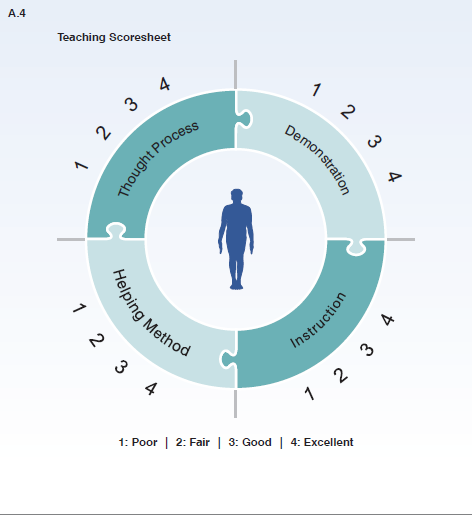 A.4
Teaching Scoresheet
1 2 3 4
Thought Process
1 2 3 4
Demonstration
1 2 3 4
Helping Method
1 2 3 4
Instruction
1: Poor | 2: Fair | 3: Good | 4: Excellent